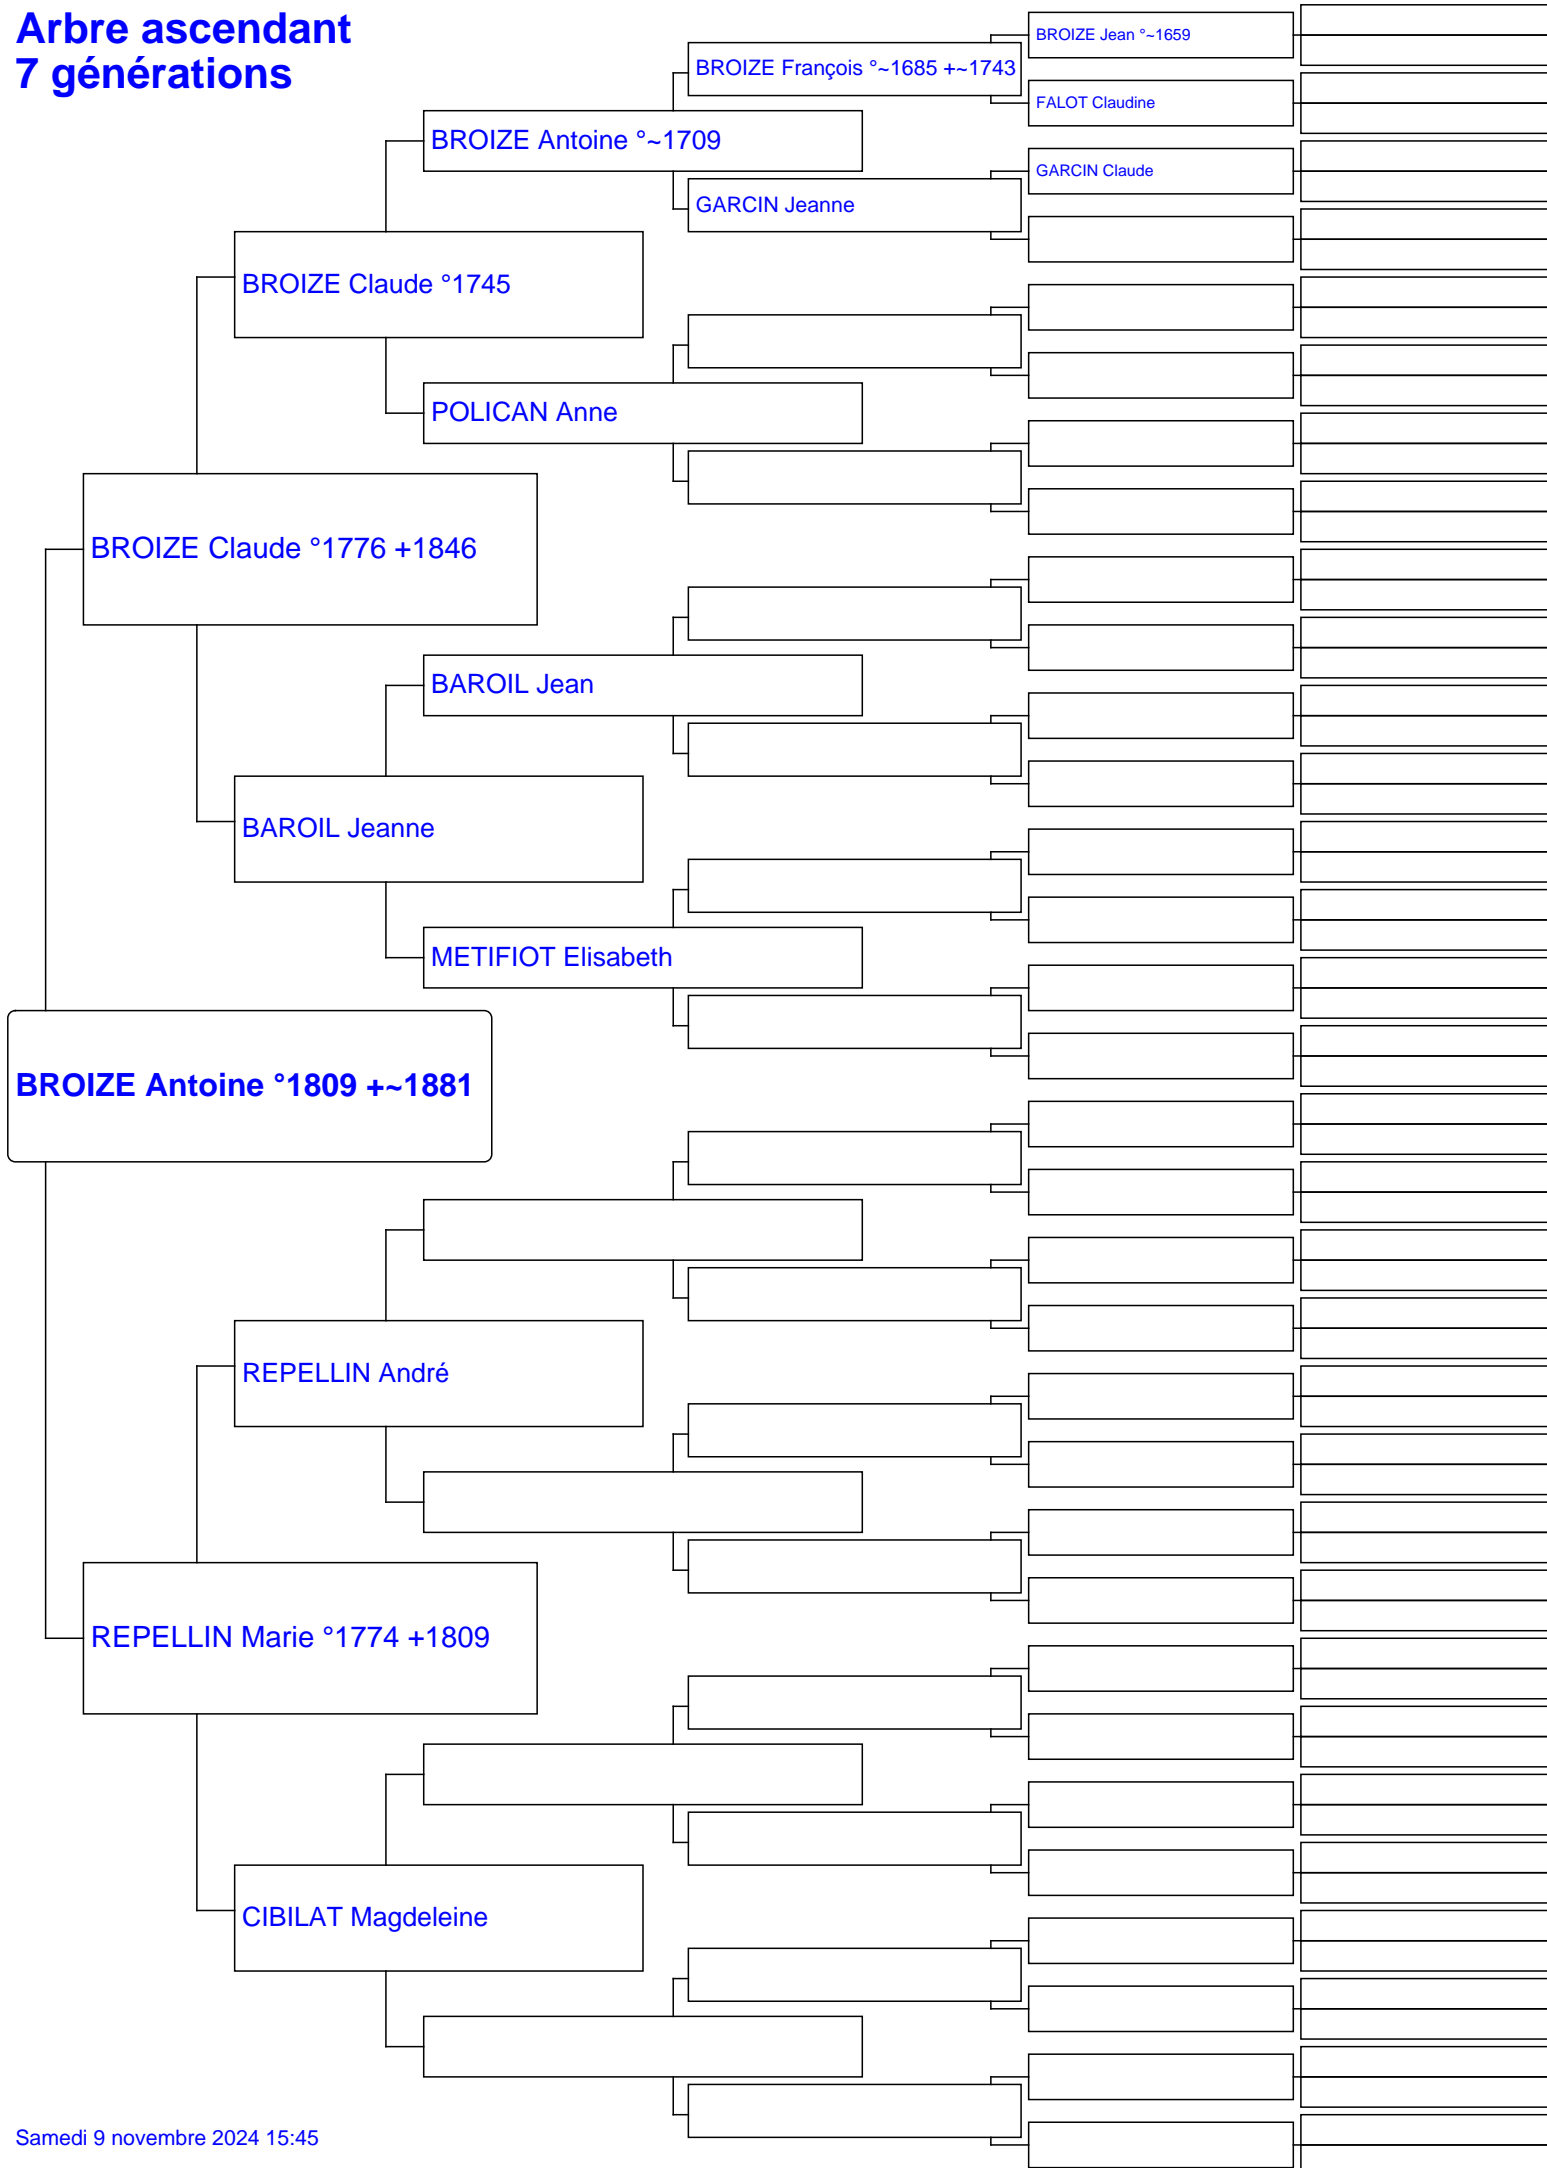 Arbre ascendant
7 générations
BROIZE Jean °~1659
BROIZE François °~1685 +~1743
FALOT Claudine
BROIZE Antoine °~1709
GARCIN Claude
GARCIN Jeanne
BROIZE Claude °1745
POLICAN Anne
BROIZE Claude °1776 +1846
BAROIL Jean
BAROIL Jeanne
METIFIOT Elisabeth
BROIZE Antoine °1809 +~1881
REPELLIN André
REPELLIN Marie °1774 +1809
CIBILAT Magdeleine
Samedi 9 novembre 2024 15:45